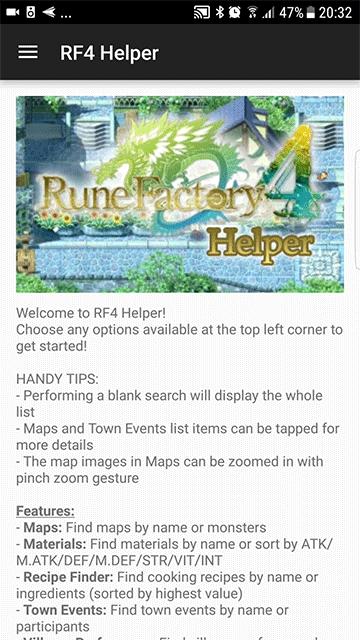 47% 20:32
RF4 Helper
Rune Factory 4
Helper
Welcome to RF4 Helper!
Choose any options available at the top left corner to
get started!
HANDY TIPS:
- Performing a blank search will display the whole
list
- Maps and Town Events list items can be tapped for
more details
- The map images in Maps can be zoomed in with
pinch zoom gesture
Features:
- Maps: Find maps by name or monsters
- Materials: Find materials by name or sort by ATK/
M.ATK/DEF/M.DEF/STR/VIT/INT
- Recipe Finder: Find cooking recipes by name or
ingredients (sorted by highest value)
- Town Events: Find town events by name or
participants